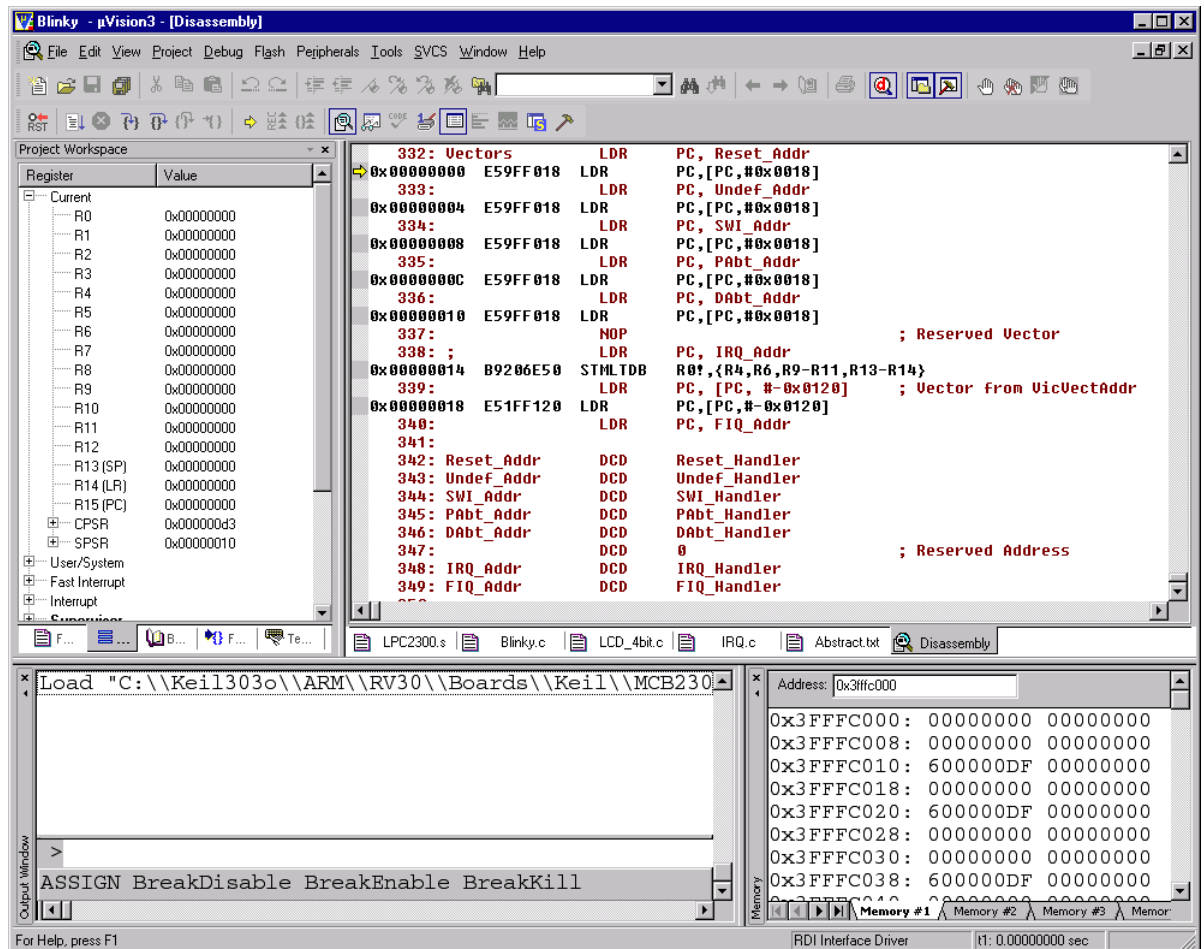 Blinky - µVision3 - [Disassembly]
File Edit View Project Debug Flash Peripherals Tools SVCS Window Help
RST
Project Workspace
Register Value
Current
R0 0x00000000
R1 0x00000000
R2 0x00000000
R3 0x00000000
R4 0x00000000
R5 0x00000000
R6 0x00000000
R7 0x00000000
R8 0x00000000
R9 0x00000000
R10 0x00000000
R11 0x00000000
R12 0x00000000
R13 (SP) 0x00000000
R14 (LR) 0x00000000
R15 (PC) 0x00000000
CPSR 0x000000d3
SPSR 0x00000010
User/System
Fast Interrupt
Interrupt
Supervisor
F... ... B... F... Te...
332: Vectors LDR PC, Reset_Addr
0x00000000 E59FF018 LDR PC,[PC,#0x0018]
333: LDR PC, Undef_Addr
0x00000004 E59FF018 LDR PC,[PC,#0x0018]
334: LDR PC, SWI_Addr
0x00000008 E59FF018 LDR PC,[PC,#0x0018]
335: LDR PC, PAbt_Addr
0x0000000C E59FF018 LDR PC,[PC,#0x0018]
336: LDR PC, DAbt_Addr
0x00000010 E59FF018 LDR PC,[PC,#0x0018]
337: NOP ; Reserved Vector
338: ; LDR PC, IRQ_Addr
0x00000014 B9206E50 STMLTDB R0!,{R4,R6,R9-R11,R13-R14}
339: LDR PC, [PC, #-0x0120] ; Vector from VicVectAddr
0x00000018 E51FF120 LDR PC,[PC,#-0x0120]
340: LDR PC, FIQ_Addr
341:
342: Reset_Addr DCD Reset_Handler
343: Undef_Addr DCD Undef_Handler
344: SWI_Addr DCD SWI_Handler
345: PAbt_Addr DCD PAbt_Handler
346: DAbt_Addr DCD DAbt_Handler
347: DCD 0 ; Reserved Address
348: IRQ_Addr DCD IRQ_Handler
349: FIQ_Addr DCD FIQ_Handler
LPC2300.s Blinky.c LCD_4bit.c IRQ.c Abstract.txt Disassembly
Load "C:\\Keil303o\\ARM\\RV30\\Boards\\Keil\\MCB230
>
ASSIGN BreakDisable BreakEnable BreakKill
Output Window
Address: 0x3fffc000
0x3FFFC000: 00000000 00000000
0x3FFFC008: 00000000 00000000
0x3FFFC010: 600000DF 00000000
0x3FFFC018: 00000000 00000000
0x3FFFC020: 600000DF 00000000
0x3FFFC028: 00000000 00000000
0x3FFFC030: 00000000 00000000
0x3FFFC038: 600000DF 00000000
Memory #1 Memory #2 Memory #3 Memor
Memory
For Help, press F1
RDI Interface Driver t1: 0.00000000 sec